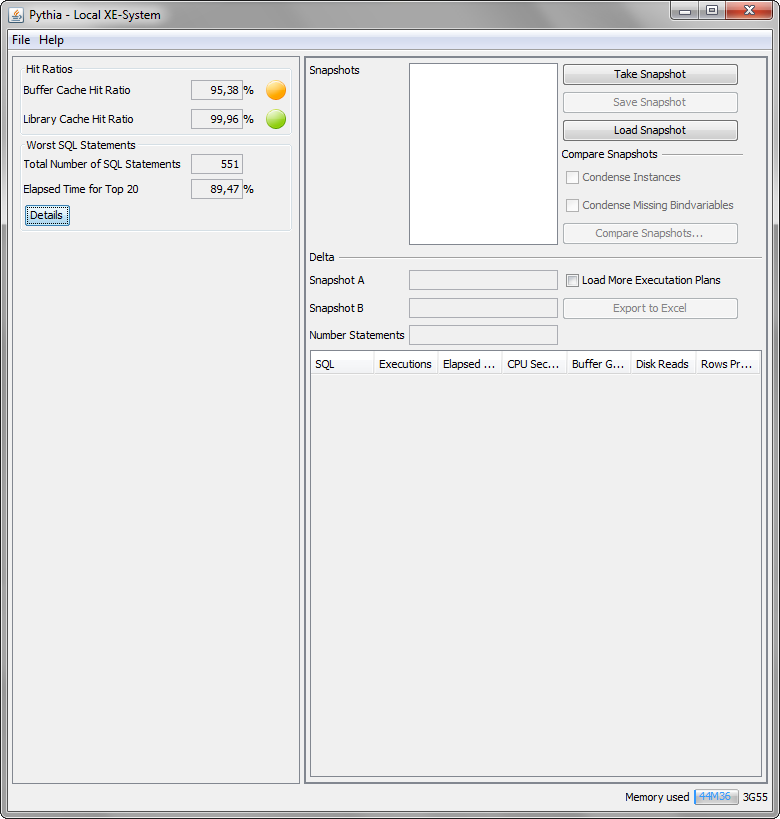 Pythia - Local XE-System
File Help
Hit Ratios
Buffer Cache Hit Ratio 95,38 %
Library Cache Hit Ratio 99,96 %
Worst SQL Statements
Total Number of SQL Statements 551
Elapsed Time for Top 20 89,47 %
Details
Snapshots
Take Snapshot
Save Snapshot
Load Snapshot
Compare Snapshots
Condense Instances
Condense Missing Bindvariables
Compare Snapshots...
Delta
Snapshot A
Load More Executation Plans
Snapshot B
Export to Excel
Number Statements
SQL Executions Elapsed ... CPU Sec... Buffer G... Disk Reads Rows Pr...
Memory used 44M36 3G55